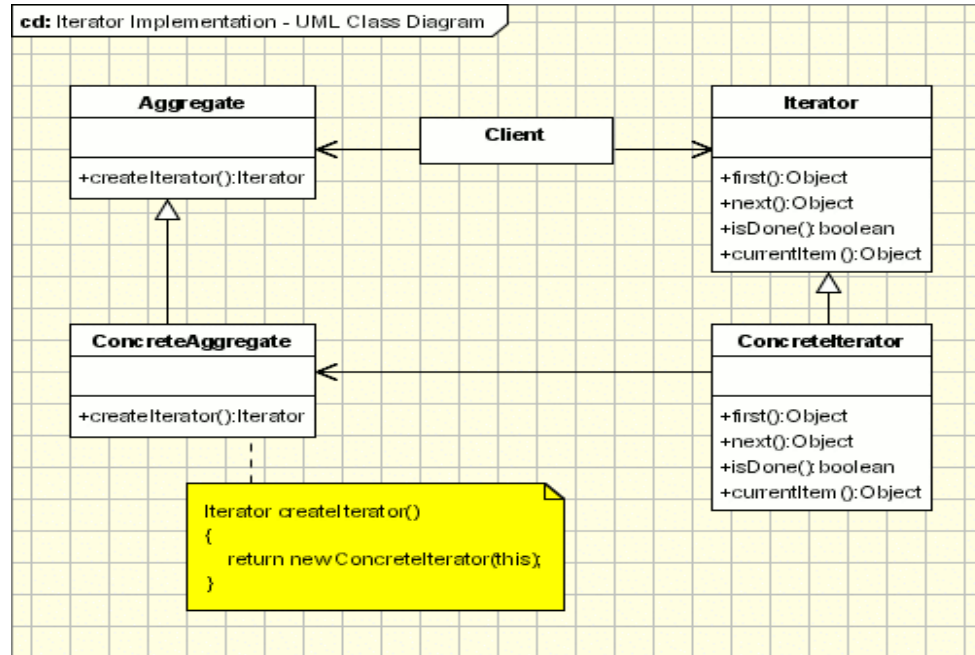 cd: Iterator Implementation - UML Class Diagram
Aggregate
+createIterator():Iterator
Client
Iterator
+first():Object
+next():Object
+isDone():boolean
+currentItem():Object
ConcreteAggregate
+createIterator():Iterator
ConcreteIterator
+first():Object
+next():Object
+isDone():boolean
+currentItem():Object
Iterator createIterator()
{
return new ConcreteIterator(this);
}